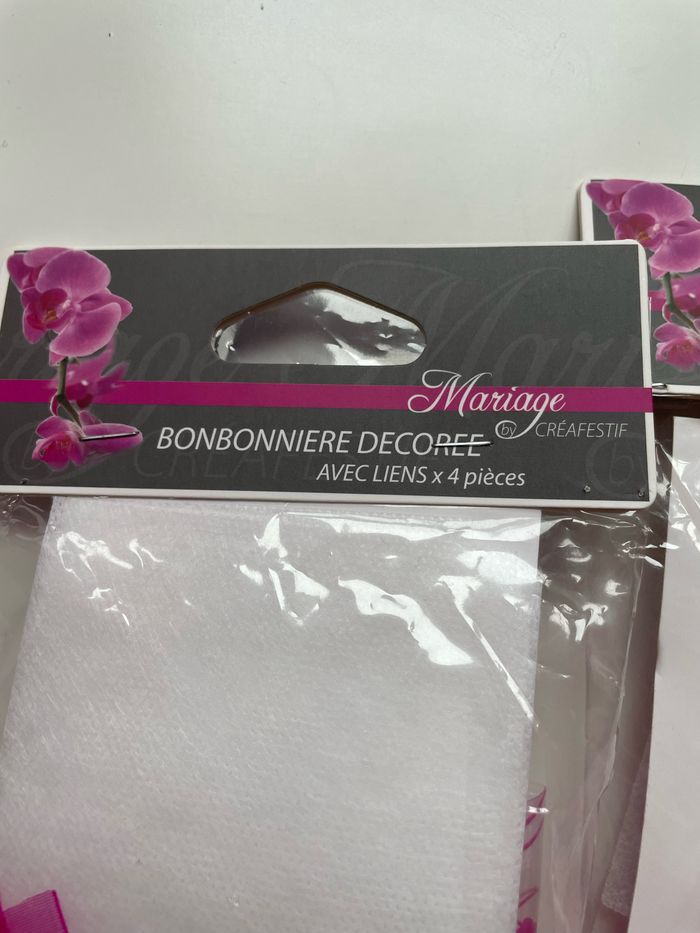 Mariage
by CRÉAFESTIF
BONBONNIERE DECOREE
AVEC LIENS x 4 pièces